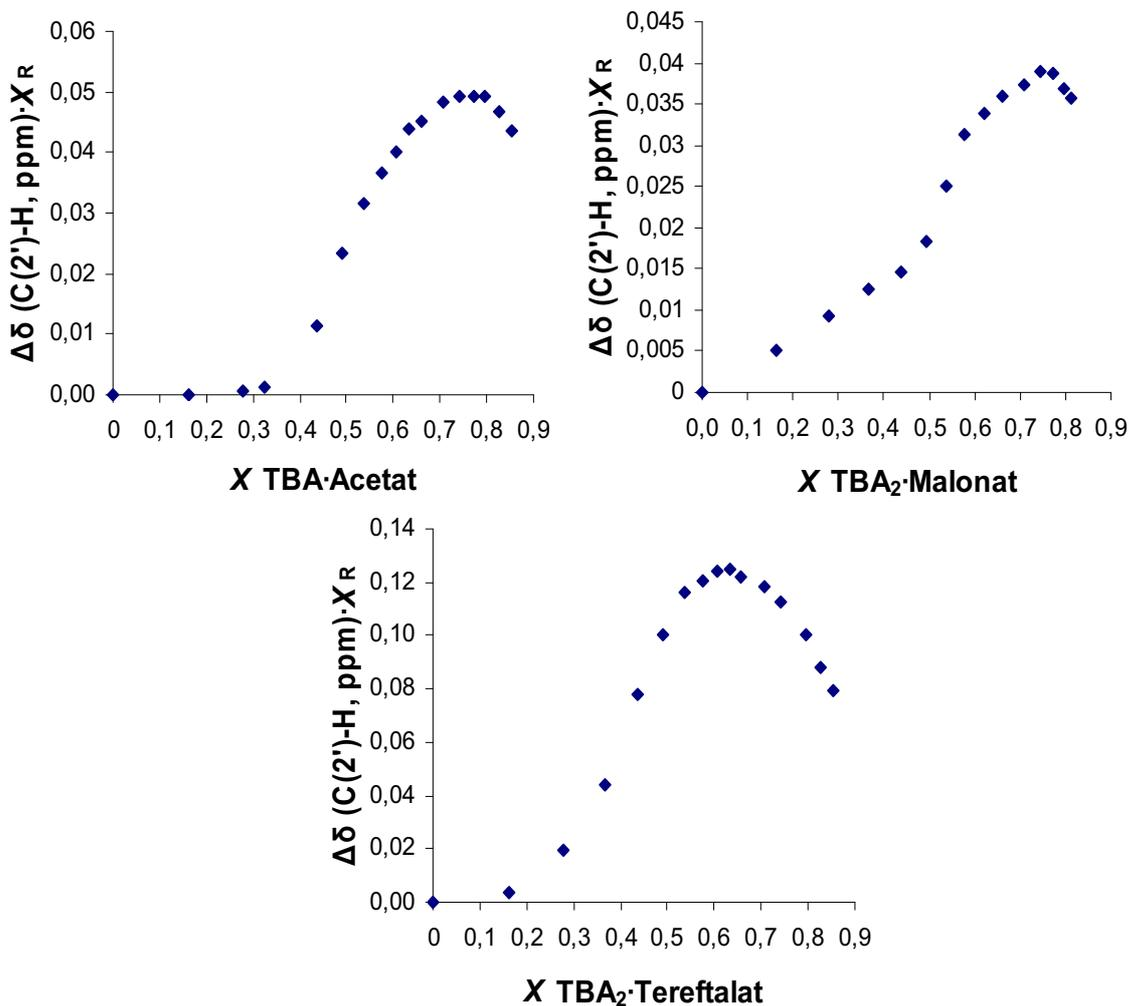 Δδ (C(2')-H, ppm)·X R
0,06
0,05
0,04
0,03
0,02
0,01
0,00
0 0,1 0,2 0,3 0,4 0,5 0,6 0,7 0,8 0,9
X TBA·Acetat
Δδ (C(2')-H, ppm)·X R
0,045
0,04
0,035
0,03
0,025
0,02
0,015
0,01
0,005
0
0,0 0,1 0,2 0,3 0,4 0,5 0,6 0,7 0,8 0,9
X TBA₂·Malonat
Δδ (C(2')-H, ppm)·X R
0,14
0,12
0,10
0,08
0,06
0,04
0,02
0,00
0 0,1 0,2 0,3 0,4 0,5 0,6 0,7 0,8 0,9
X TBA₂·Tereftalat